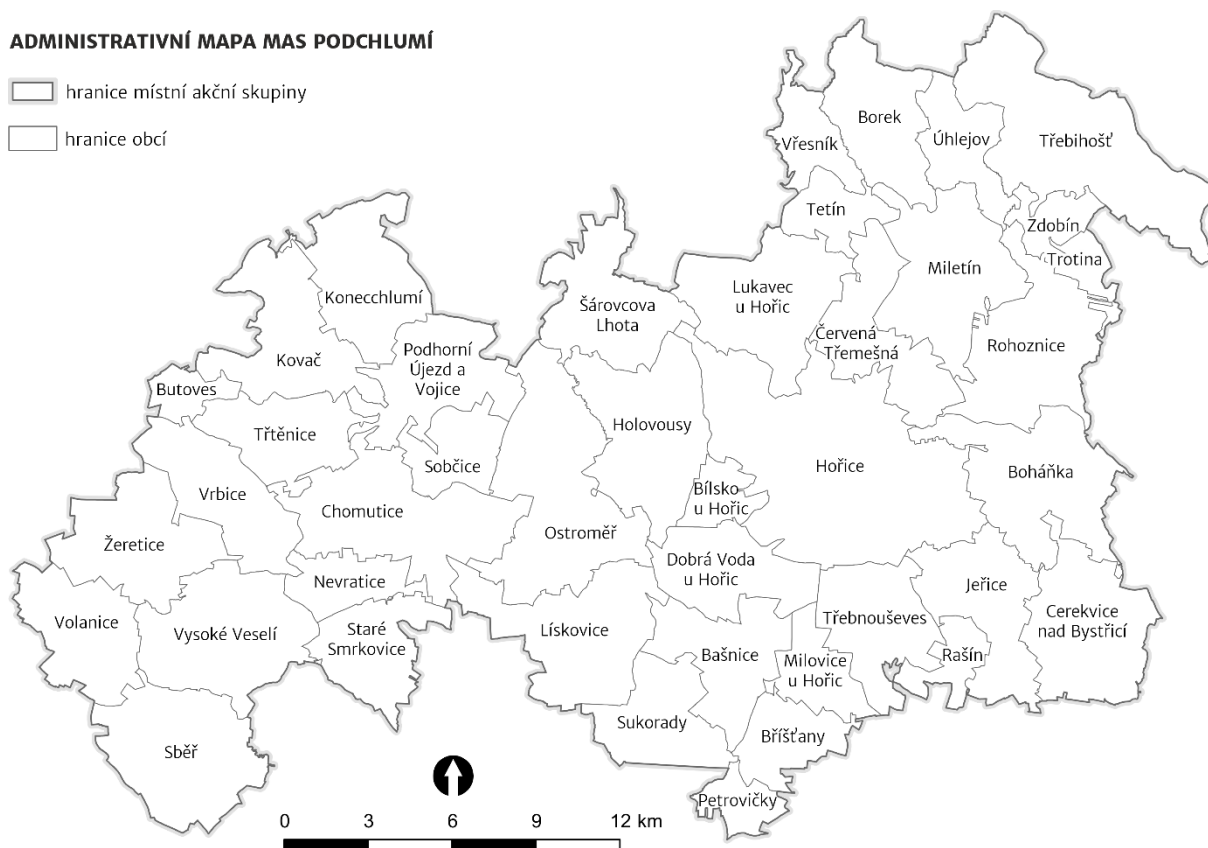 ADMINISTRATIVNÍ MAPA MAS PODCHLUMÍ
hranice místní akční skupiny
hranice obcí
Borek
Vřesník
Úhlejov
Třebihošť
Tetín
Zdobín
Trotina
Miletín
Lukavec
u Hořic
Konecchlumí
Šárovcova
Lhota
Červená
Třemešná
Rohoznice
Kovač
Podhorní
Újezd a
Vojice
Butoves
Třtěnice
Holovousy
Sobčice
Hořice
Boháňka
Vrbice
Bílsko
u Hořic
Chomutice
Žeretice
Ostroměř
Dobrá Voda
u Hořic
Nevratice
Jeřice
Volanice
Vysoké Veselí
Staré
Smrkovice
Lískovice
Třebnouševes
Cerekvice
nad Bystřicí
Bašnice
Milovice
u Hořic
Rašín
Sukorady
Bříšťany
Sběř
Petrovičky
0 3 6 9 12 km